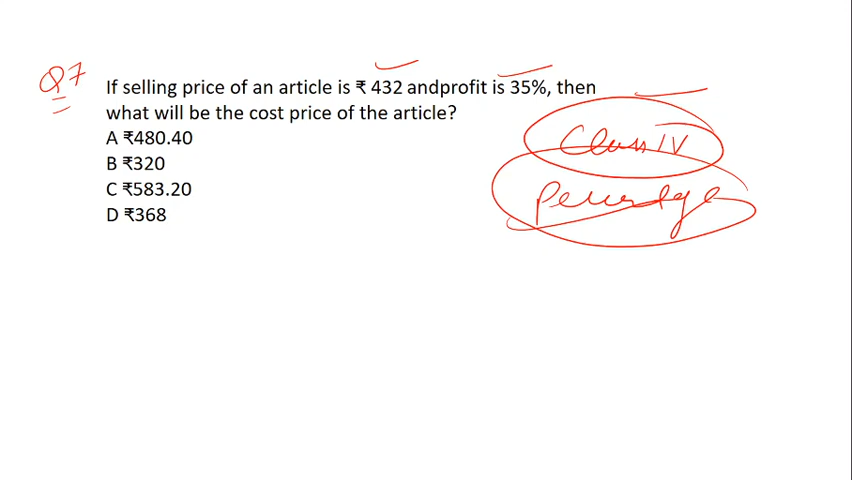 Q7
If selling price of an article is ₹ 432 andprofit is 35%, then
what will be the cost price of the article?
A ₹480.40
B ₹320
C ₹583.20
D ₹368
Class IV